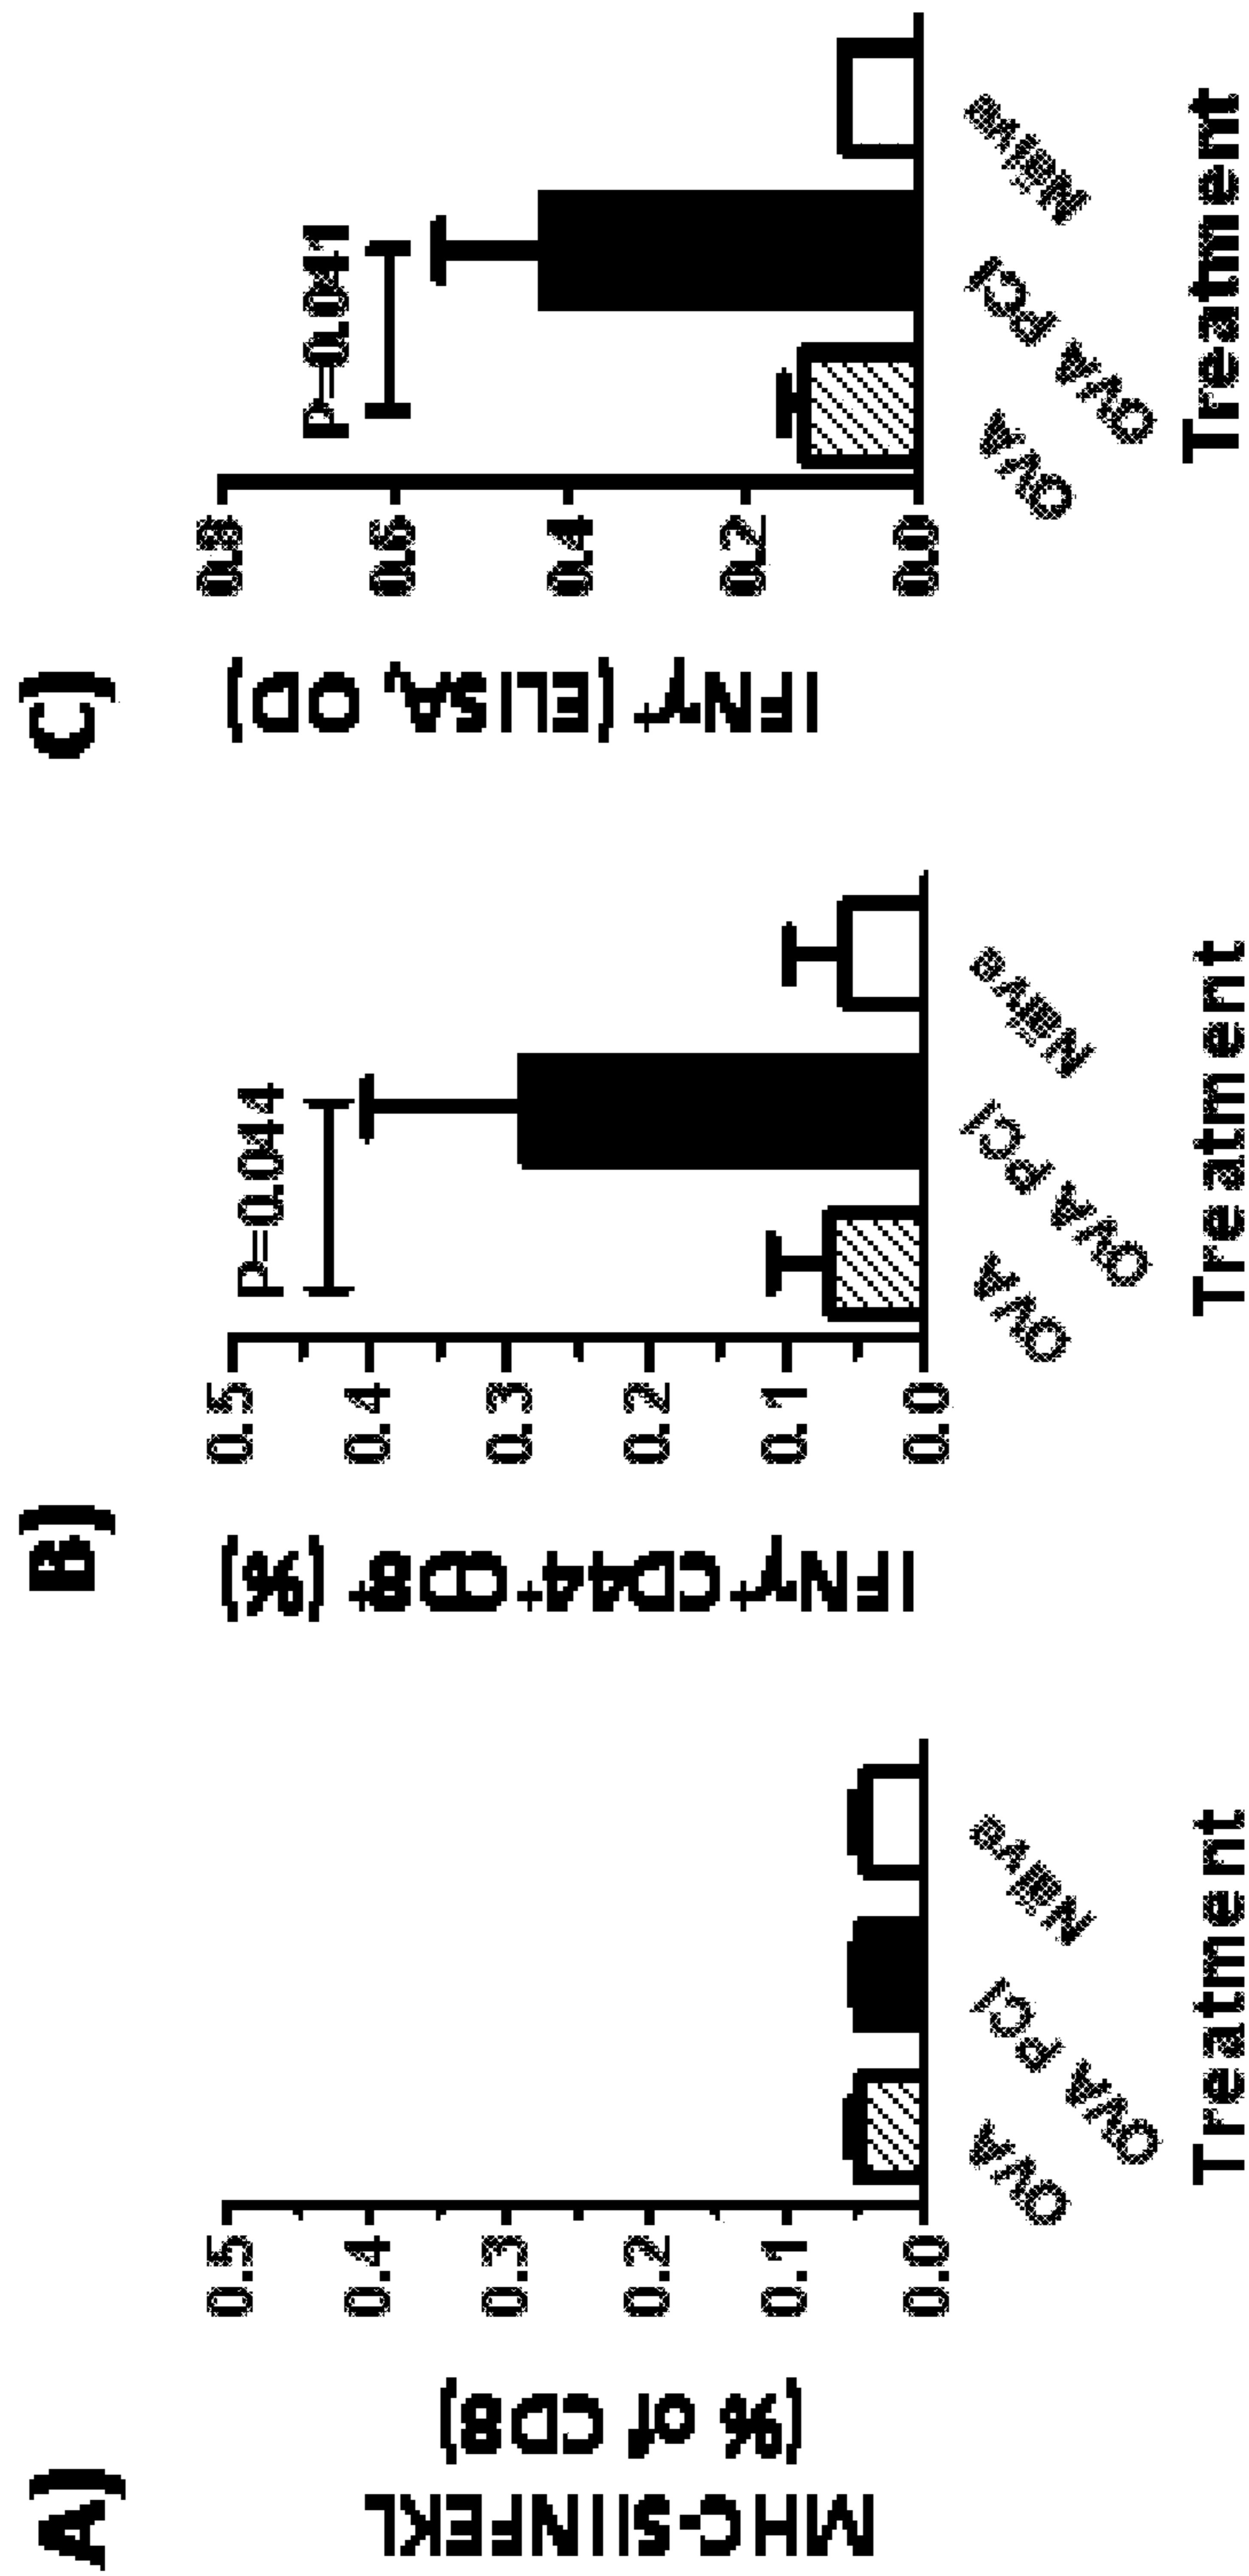 A)
MHC-SIINFEKL
(% of CD8)
0.5
0.4
0.3
0.2
0.1
0.0
OVA
OVA PCI
Naive
Treatment
B)
IFNγ+CD44+CD8+ (%)
0.5
0.4
0.3
0.2
0.1
0.0
P=0.044
OVA
OVA PCI
Naive
Treatment
C)
IFNγ (ELISA, OD)
0.8
0.6
0.4
0.2
0.0
P=0.041
OVA
OVA PCI
Naive
Treatment